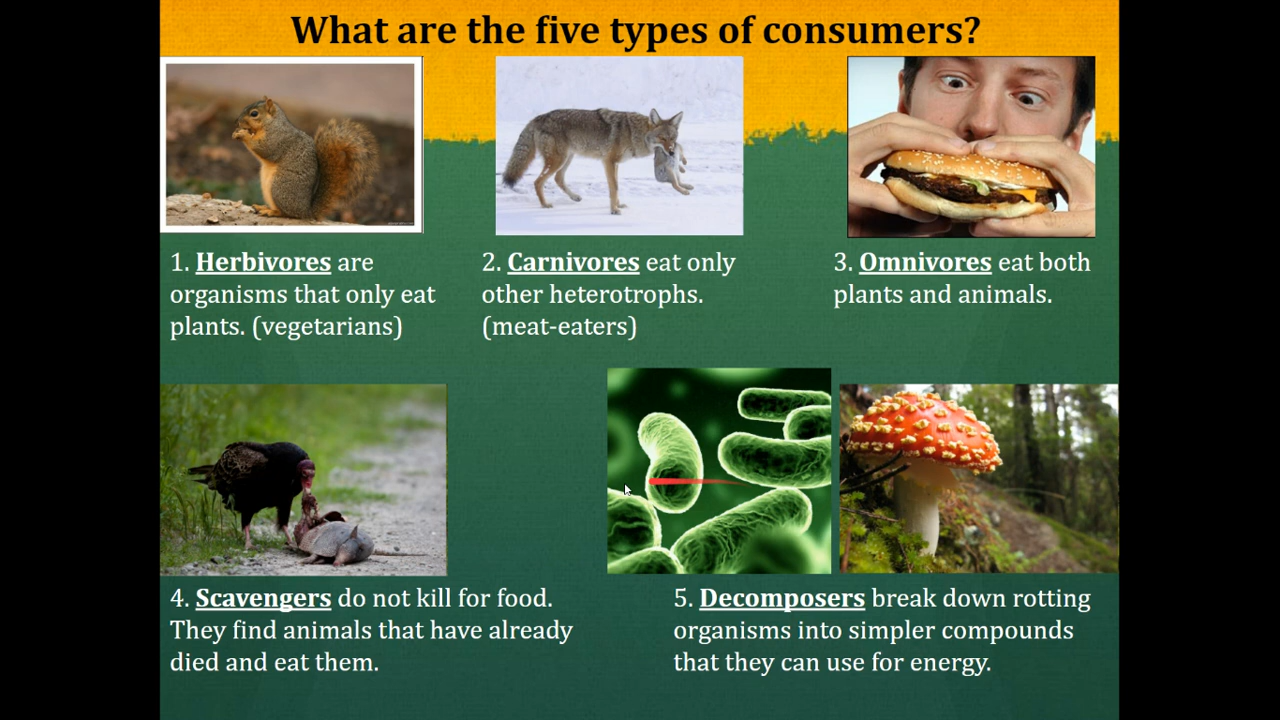 What are the five types of consumers?
1. Herbivores are
organisms that only eat
plants. (vegetarians)
2. Carnivores eat only
other heterotrophs.
(meat-eaters)
3. Omnivores eat both
plants and animals.
4. Scavengers do not kill for food.
They find animals that have already
died and eat them.
5. Decomposers break down rotting
organisms into simpler compounds
that they can use for energy.